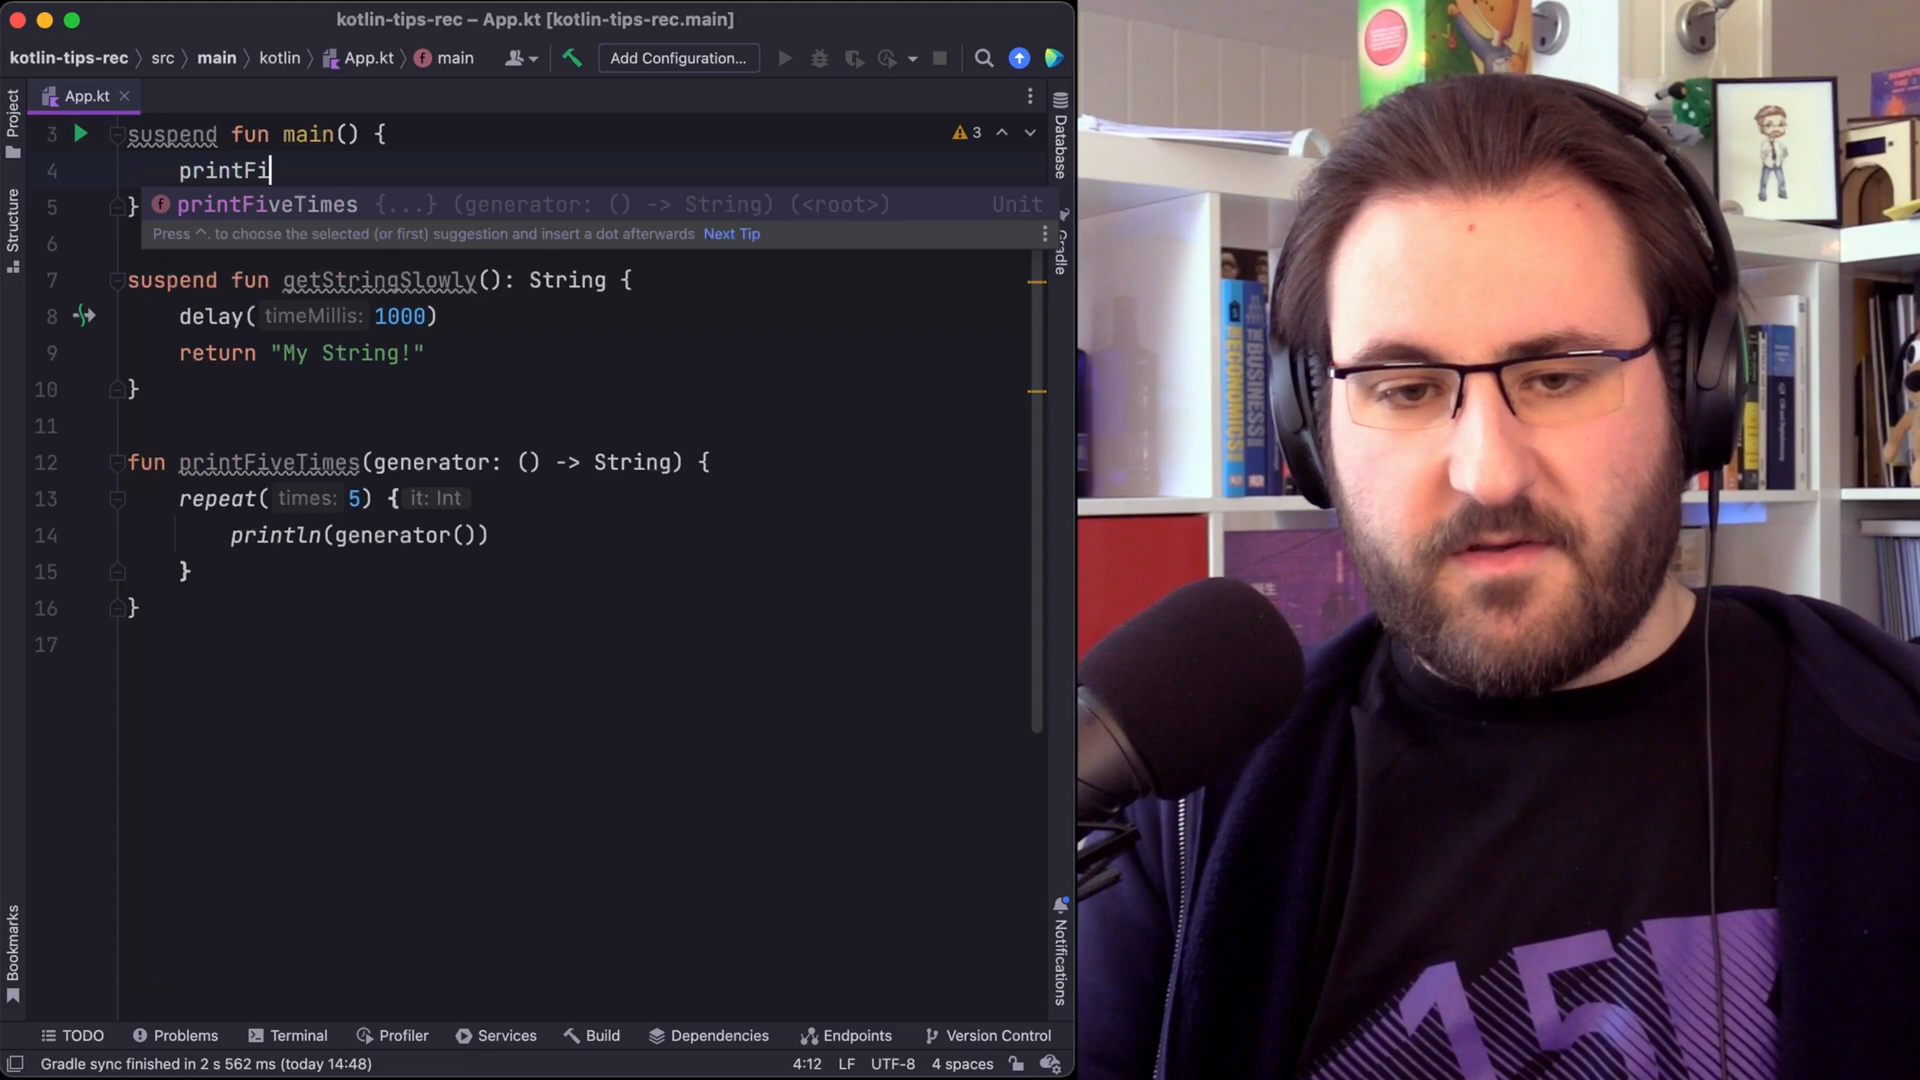 kotlin-tips-rec – App.kt [kotlin-tips-rec.main]
kotlin-tips-rec src main kotlin App.kt main Add Configuration...
App.kt
3 suspend fun main() { 3
4 printFi
printFiveTimes {...} (generator: () -> String) (<root>) Unit
5 }
Press ^. to choose the selected (or first) suggestion and insert a dot afterwards Next Tip
6
7 suspend fun getStringSlowly(): String {
8 delay( timeMillis: 1000)
9 return "My String!"
10 }
11
12 fun printFiveTimes(generator: () -> String) {
13 repeat( times: 5) { it: Int
14 println(generator())
15 }
16 }
17
Project
Structure
Bookmarks
Database
Gradle
Notifications
TODO Problems Terminal Profiler Services Build Dependencies Endpoints Version Control
Gradle sync finished in 2 s 562 ms (today 14:48) 4:12 LF UTF-8 4 spaces
ECONOMICS
BUSINESS
15